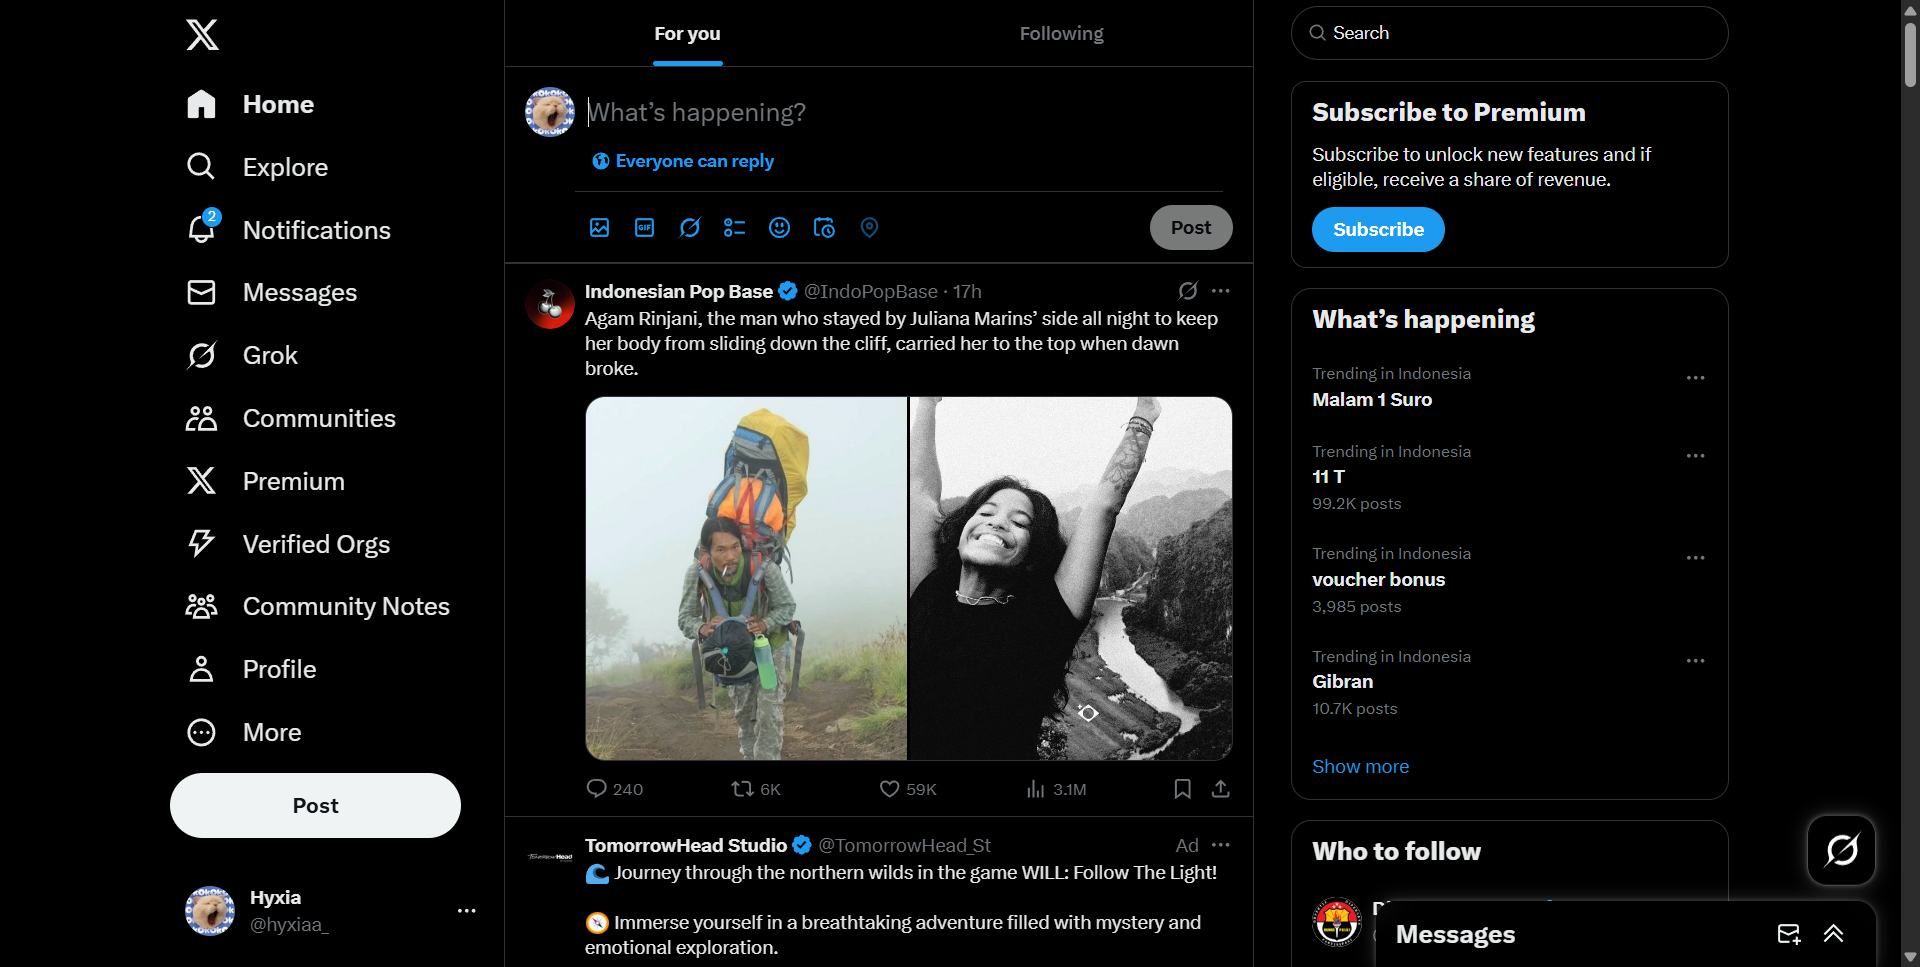 Home
Explore
2
Notifications
Messages
Grok
Communities
Premium
Verified Orgs
Community Notes
Profile
More
Post
Hyxia
@hyxiaa_
For you
Following
What's happening?
Everyone can reply
GIF
Post
Indonesian Pop Base @IndoPopBase · 17h
Agam Rinjani, the man who stayed by Juliana Marins' side all night to keep
her body from sliding down the cliff, carried her to the top when dawn
broke.
240
6K
59K
3.1M
TomorrowHead
TomorrowHead Studio @TomorrowHead_St
Ad
🌊 Journey through the northern wilds in the game WILL: Follow The Light!
🧭 Immerse yourself in a breathtaking adventure filled with mystery and
emotional exploration.
Search
Subscribe to Premium
Subscribe to unlock new features and if
eligible, receive a share of revenue.
Subscribe
What's happening
Trending in Indonesia
Malam 1 Suro
Trending in Indonesia
11 T
99.2K posts
Trending in Indonesia
voucher bonus
3,985 posts
Trending in Indonesia
Gibran
10.7K posts
Show more
Who to follow
Messages